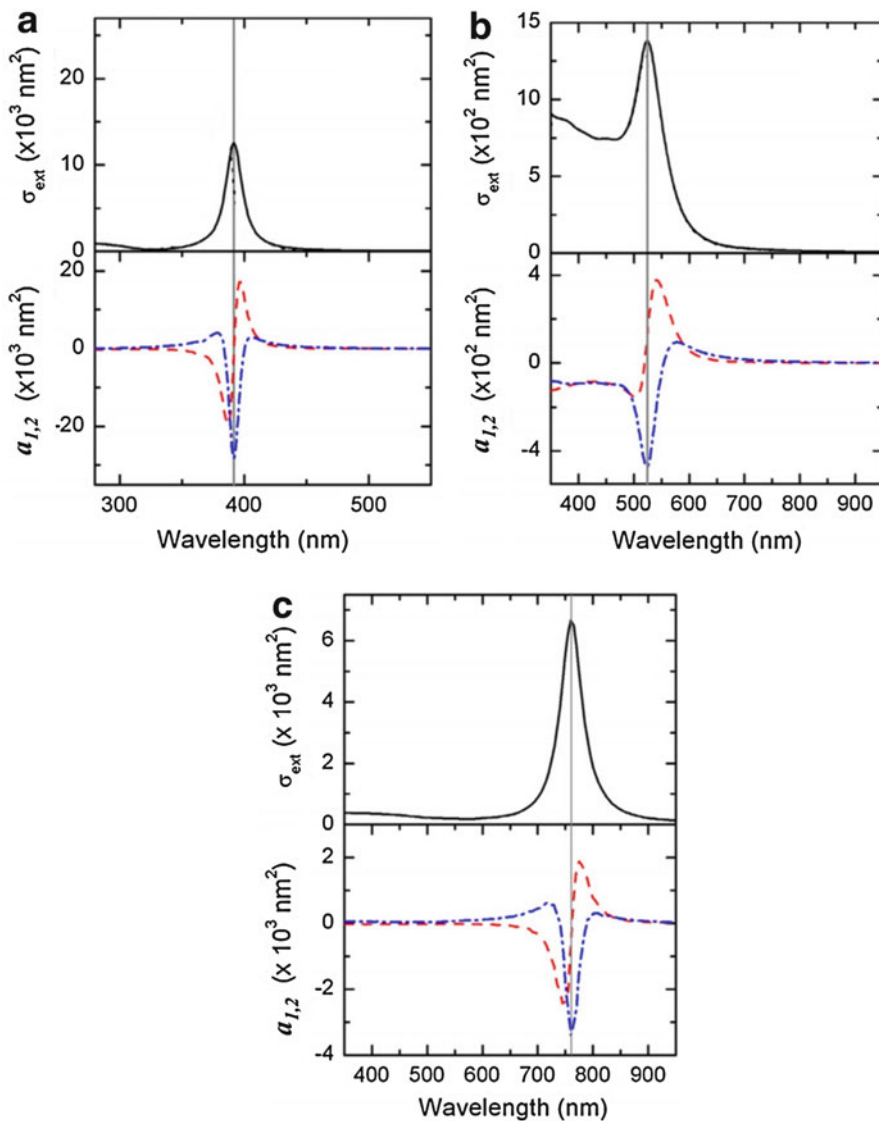 a
σext (x10³ nm²)
20
10
0
a1,2 (x10³ nm²)
20
0
-20
300 400 500
Wavelength (nm)
b
σext (x10² nm²)
15
10
5
0
a1,2 (x10² nm²)
4
0
-4
400 500 600 700 800 900
Wavelength (nm)
c
σext (x 10³ nm²)
6
4
2
0
a1,2 (x 10³ nm²)
2
0
-2
-4
400 500 600 700 800 900
Wavelength (nm)